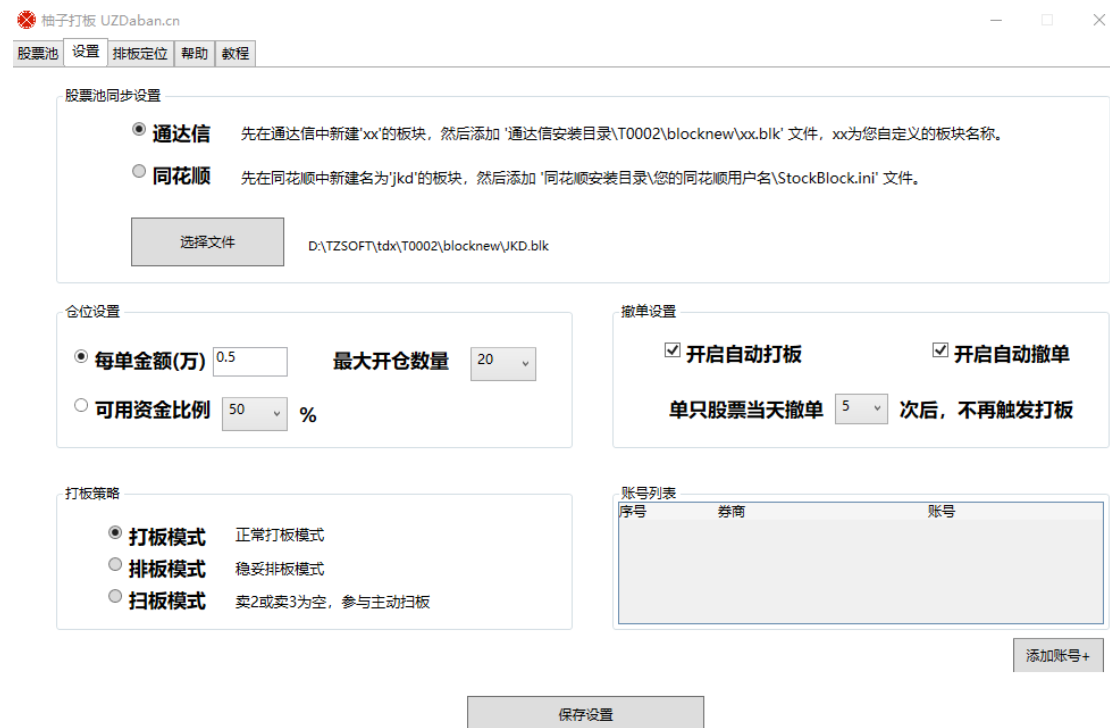 柚子打板 UZDaban.cn
股票池 设置 排板定位 帮助 教程
股票池同步设置
通达信 先在通达信中新建'xx'的板块，然后添加 '通达信安装目录\T0002\blocknew\xx.blk' 文件，xx为您自定义的板块名称。
同花顺 先在同花顺中新建名为'jkd'的板块，然后添加 '同花顺安装目录\您的同花顺用户名\StockBlock.ini' 文件。
选择文件 D:\TZSOFT\tdx\T0002\blocknew\JKD.blk
仓位设置
每单金额(万) 0.5 最大开仓数量 20
可用资金比例 50 %
撤单设置
开启自动打板 开启自动撤单
单只股票当天撤单 5 次后，不再触发打板
打板策略
打板模式 正常打板模式
排板模式 稳妥排板模式
扫板模式 卖2或卖3为空，参与主动扫板
账号列表
序号 券商 账号
添加账号+
保存设置